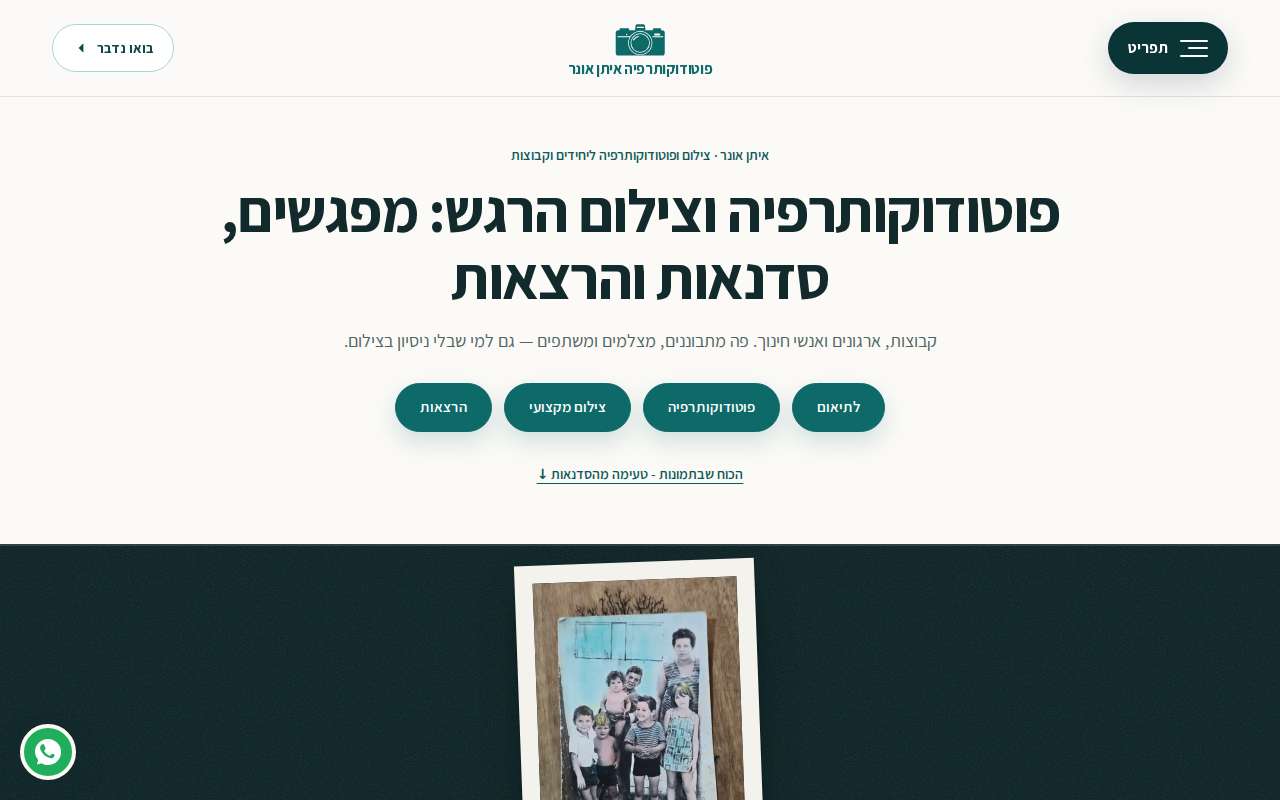 תפריט
פוטודוקותרפיה איתן אונר
בואו נדבר
איתן אונר · צילום ופוטודוקותרפיה ליחידים וקבוצות
פוטודוקותרפיה וצילום הרגש: מפגשים,
סדנאות והרצאות
קבוצות, ארגונים ואנשי חינוך. פה מתבוננים, מצלמים ומשתפים — גם למי שבלי ניסיון בצילום.
לתיאום
פוטודוקותרפיה
צילום מקצועי
הרצאות
הכוח שבתמונות - טעימה מהסדנאות ↓